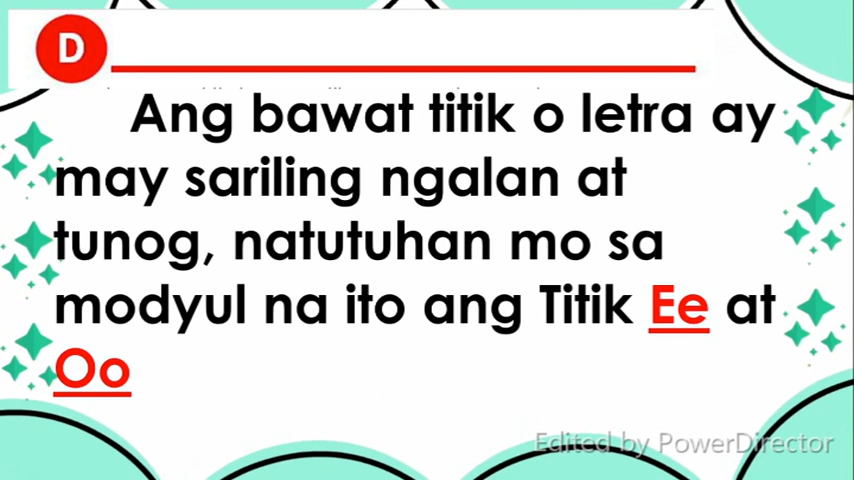 D
Ang bawat titik o letra ay
may sariling ngalan at
tunog, natutuhan mo sa
modyul na ito ang Titik Ee at
Oo
Edited by PowerDirector